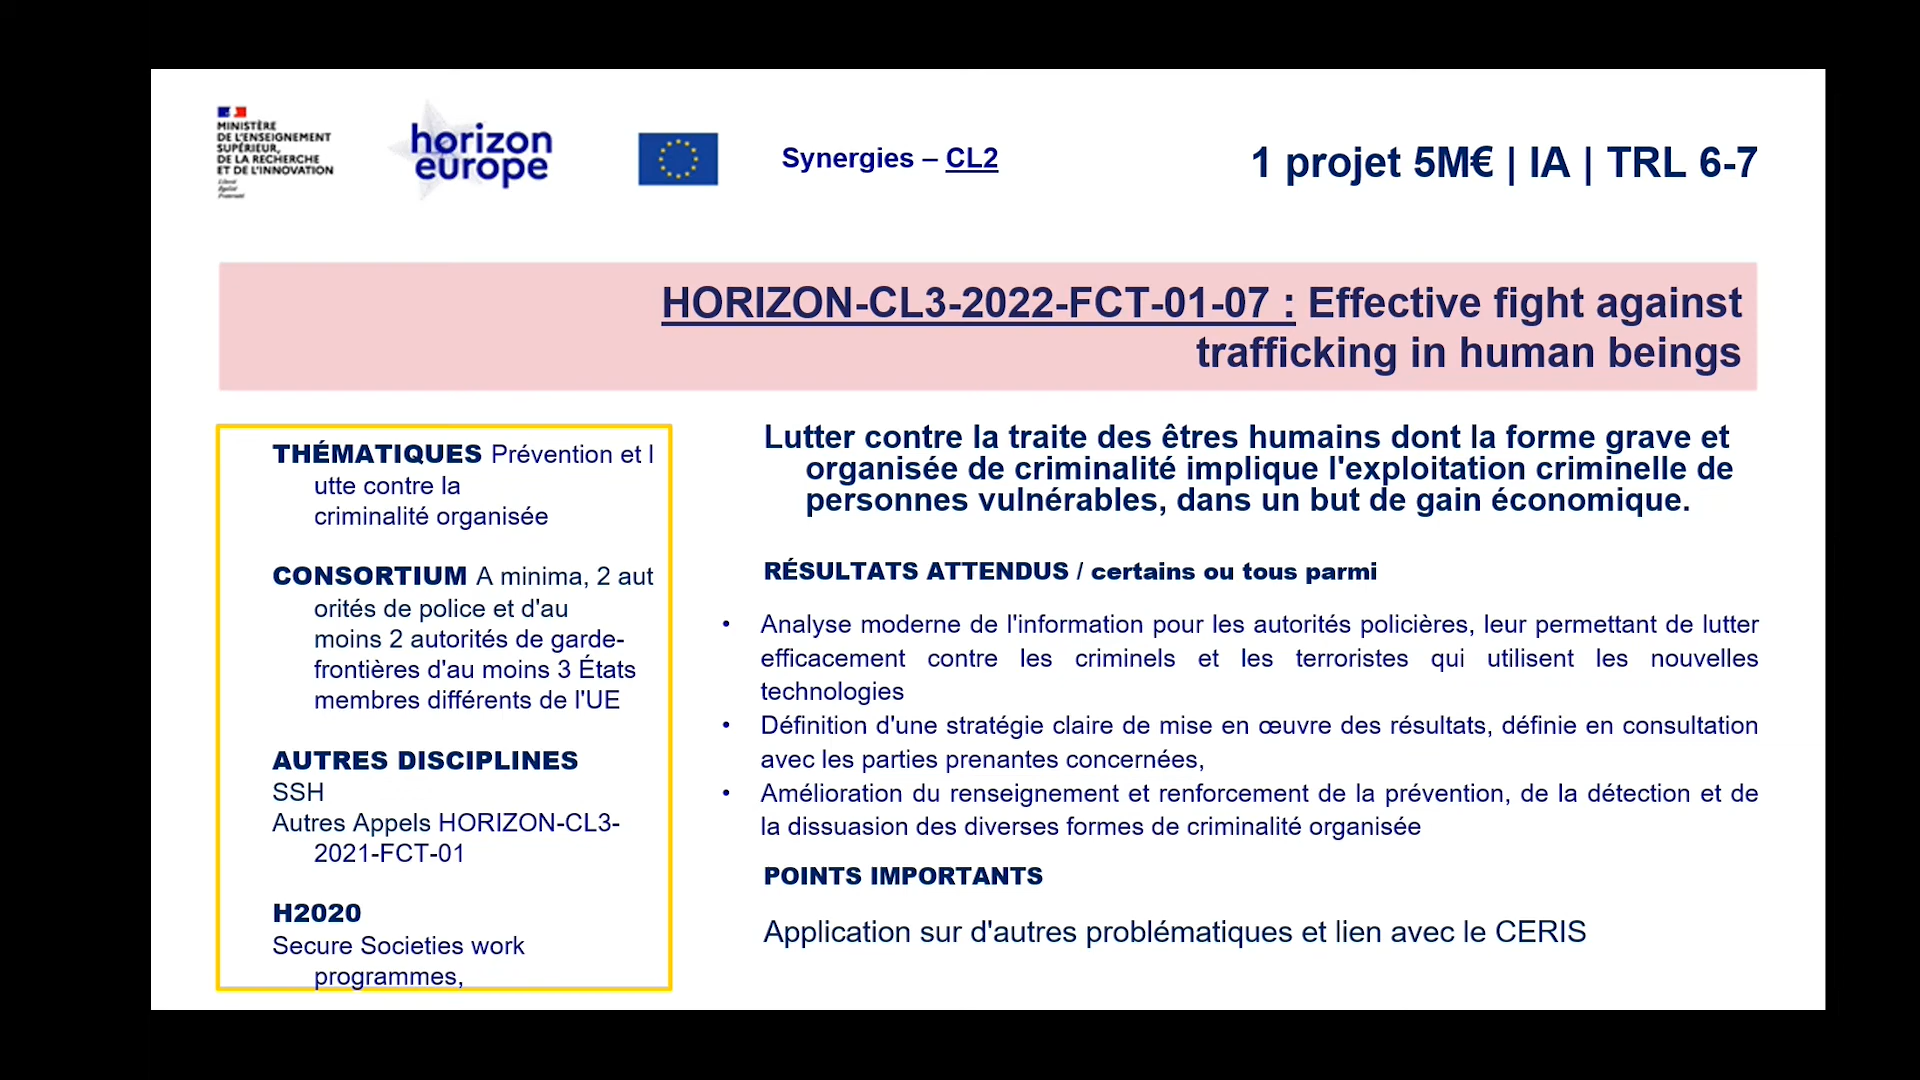 MINISTÈRE
DE L'ENSEIGNEMENT
SUPÉRIEUR,
DE LA RECHERCHE
ET DE L'INNOVATION
Liberté
Égalité
Fraternité
horizon
europe
Synergies – CL2
1 projet 5M€ | IA | TRL 6-7
HORIZON-CL3-2022-FCT-01-07 : Effective fight against
trafficking in human beings
THÉMATIQUES Prévention et l
utte contre la
criminalité organisée
CONSORTIUM A minima, 2 aut
orités de police et d'au
moins 2 autorités de garde-
frontières d'au moins 3 États
membres différents de l'UE
AUTRES DISCIPLINES
SSH
Autres Appels HORIZON-CL3-
2021-FCT-01
H2020
Secure Societies work
programmes,
Lutter contre la traite des êtres humains dont la forme grave et
organisée de criminalité implique l'exploitation criminelle de
personnes vulnérables, dans un but de gain économique.
RÉSULTATS ATTENDUS / certains ou tous parmi
• Analyse moderne de l'information pour les autorités policières, leur permettant de lutter
efficacement contre les criminels et les terroristes qui utilisent les nouvelles
technologies
• Définition d'une stratégie claire de mise en œuvre des résultats, définie en consultation
avec les parties prenantes concernées,
• Amélioration du renseignement et renforcement de la prévention, de la détection et de
la dissuasion des diverses formes de criminalité organisée
POINTS IMPORTANTS
Application sur d'autres problématiques et lien avec le CERIS